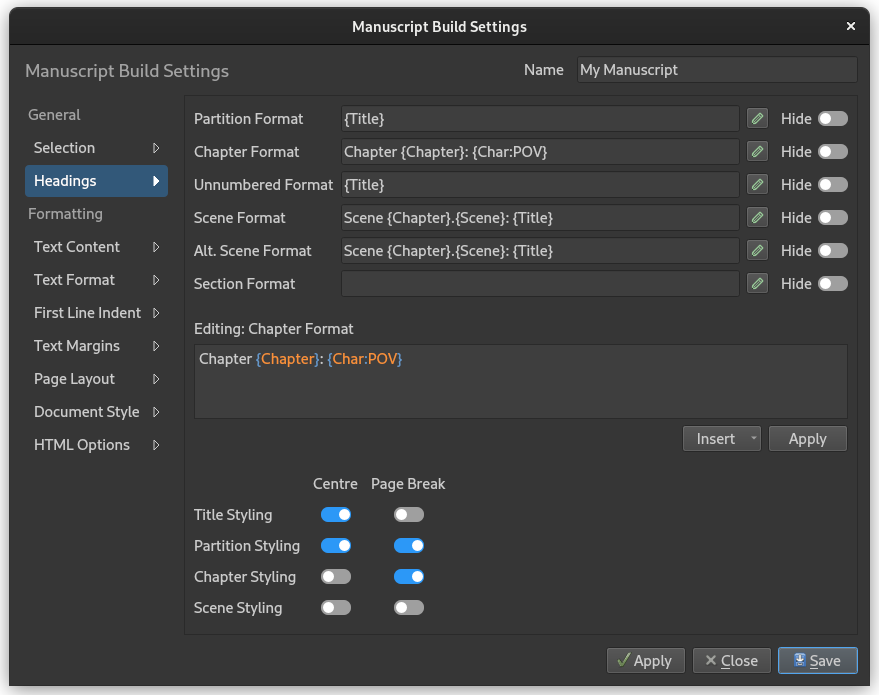 Manuscript Build Settings
Manuscript Build Settings
Name My Manuscript
General
Selection
Headings
Formatting
Text Content
Text Format
First Line Indent
Text Margins
Page Layout
Document Style
HTML Options
Partition Format {Title} Hide
Chapter Format Chapter {Chapter}: {Char:POV} Hide
Unnumbered Format {Title} Hide
Scene Format Scene {Chapter}.{Scene}: {Title} Hide
Alt. Scene Format Scene {Chapter}.{Scene}: {Title} Hide
Section Format Hide
Editing: Chapter Format
Chapter {Chapter}: {Char:POV}
Insert Apply
Centre Page Break
Title Styling
Partition Styling
Chapter Styling
Scene Styling
Apply Close Save